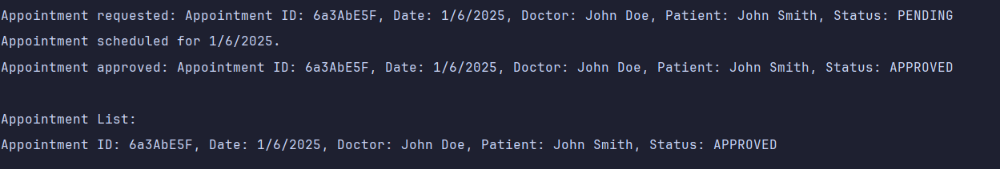 Appointment requested: Appointment ID: 6a3AbE5F, Date: 1/6/2025, Doctor: John Doe, Patient: John Smith, Status: PENDING
Appointment scheduled for 1/6/2025.
Appointment approved: Appointment ID: 6a3AbE5F, Date: 1/6/2025, Doctor: John Doe, Patient: John Smith, Status: APPROVED
Appointment List:
Appointment ID: 6a3AbE5F, Date: 1/6/2025, Doctor: John Doe, Patient: John Smith, Status: APPROVED